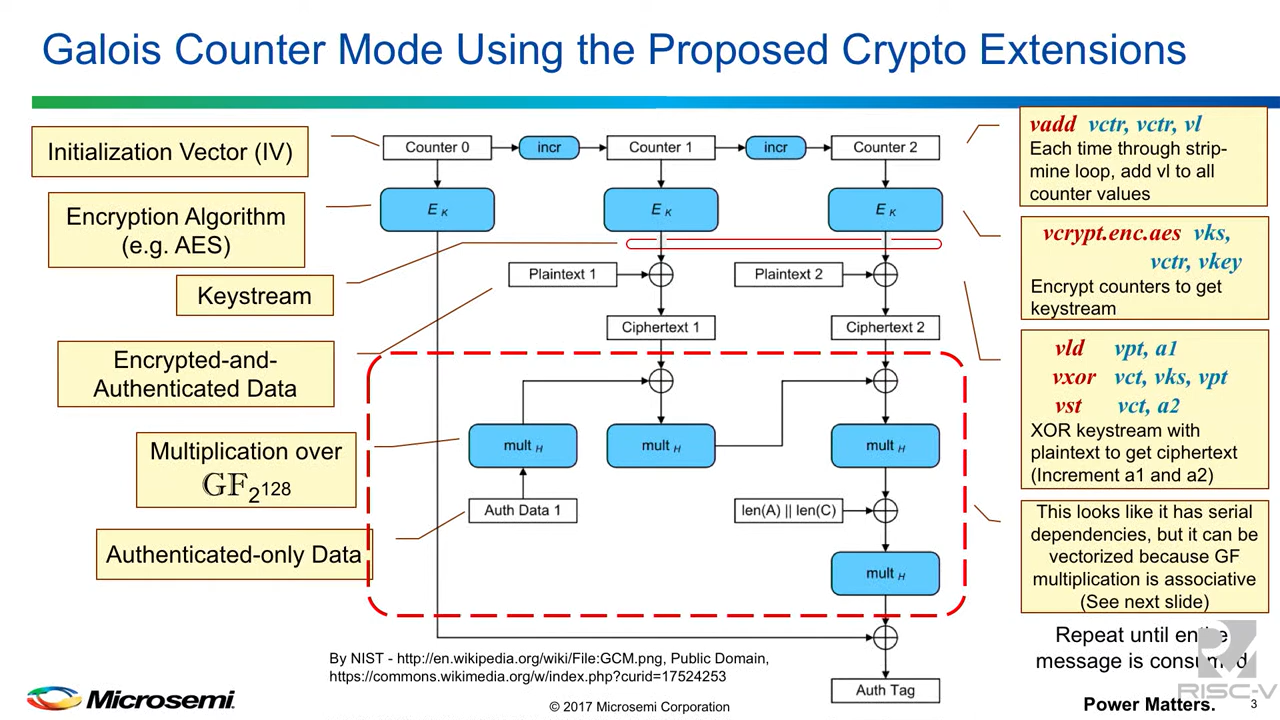 Galois Counter Mode Using the Proposed Crypto Extensions
Initialization Vector (IV)
Encryption Algorithm
(e.g. AES)
Keystream
Encrypted-and-
Authenticated Data
Multiplication over
GF2128
Authenticated-only Data
Counter 0
incr
Counter 1
incr
Counter 2
E K
E K
E K
Plaintext 1
Plaintext 2
Ciphertext 1
Ciphertext 2
mult H
mult H
mult H
Auth Data 1
len(A) || len(C)
mult H
Auth Tag
vadd vctr, vctr, vl
Each time through strip-
mine loop, add vl to all
counter values
vcrypt.enc.aes vks,
vctr, vkey
Encrypt counters to get
keystream
vld vpt, a1
vxor vct, vks, vpt
vst vct, a2
XOR keystream with
plaintext to get ciphertext
(Increment a1 and a2)
This looks like it has serial
dependencies, but it can be
vectorized because GF
multiplication is associative
(See next slide)
Repeat until entire
message is consumed
RISC-V
By NIST - http://en.wikipedia.org/wiki/File:GCM.png, Public Domain,
https://commons.wikimedia.org/w/index.php?curid=17524253
Microsemi.
© 2017 Microsemi Corporation
Power Matters.
3